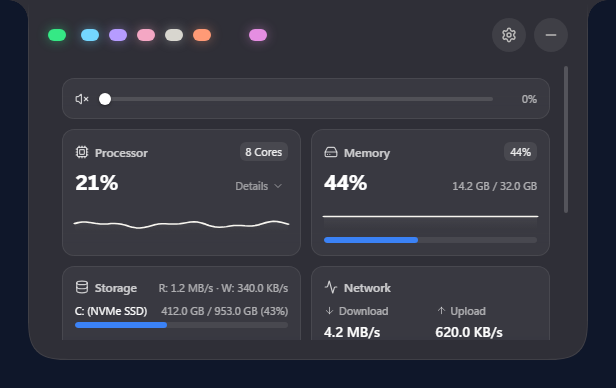 0%
Processor
8 Cores
21%
Details
Memory
44%
44%
14.2 GB / 32.0 GB
Storage
R: 1.2 MB/s · W: 340.0 KB/s
C: (NVMe SSD)
412.0 GB / 953.0 GB (43%)
Network
↓ Download
↑ Upload
4.2 MB/s
620.0 KB/s